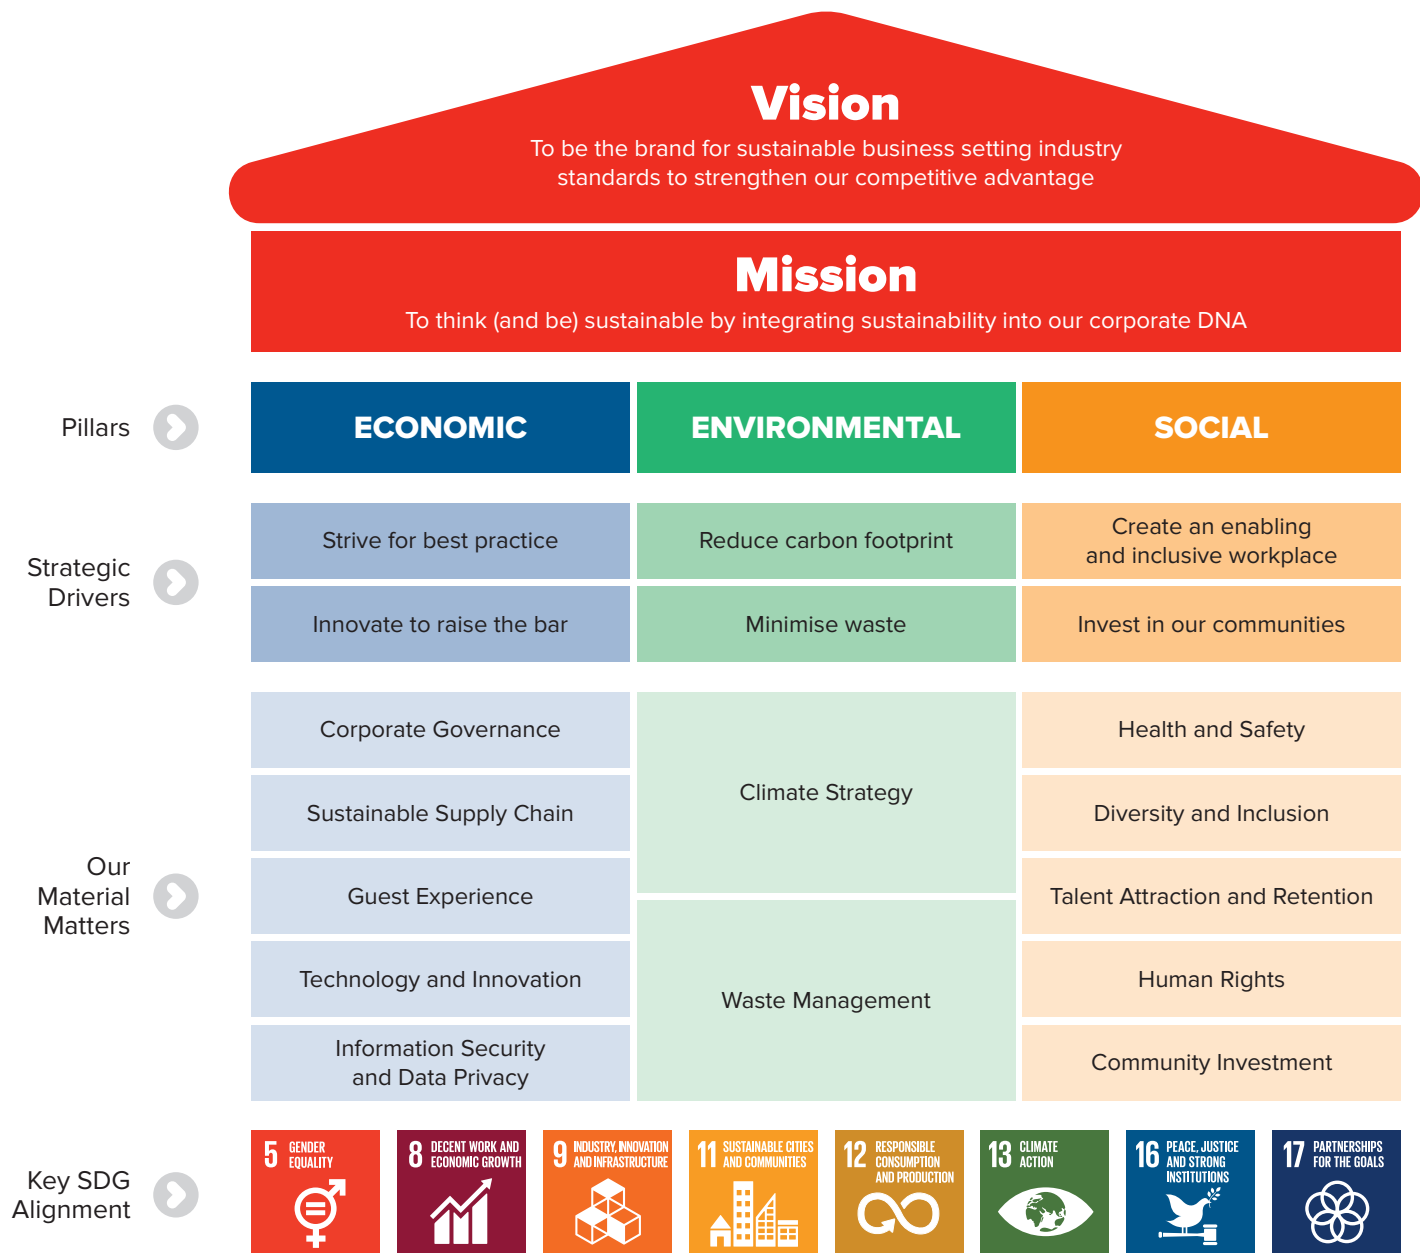 Vision
To be the brand for sustainable business setting industry
standards to strengthen our competitive advantage
Mission
To think (and be) sustainable by integrating sustainability into our corporate DNA
Pillars
ECONOMIC
ENVIRONMENTAL
SOCIAL
Strategic
Drivers
Strive for best practice
Reduce carbon footprint
Create an enabling
and inclusive workplace
Innovate to raise the bar
Minimise waste
Invest in our communities
Our
Material
Matters
Corporate Governance
Sustainable Supply Chain
Guest Experience
Technology and Innovation
Information Security
and Data Privacy
Climate Strategy
Waste Management
Health and Safety
Diversity and Inclusion
Talent Attraction and Retention
Human Rights
Community Investment
Key SDG
Alignment
5 GENDER
EQUALITY
8 DECENT WORK AND
ECONOMIC GROWTH
9 INDUSTRY, INNOVATION
AND INFRASTRUCTURE
11 SUSTAINABLE CITIES
AND COMMUNITIES
12 RESPONSIBLE
CONSUMPTION
AND PRODUCTION
13 CLIMATE
ACTION
16 PEACE, JUSTICE
AND STRONG
INSTITUTIONS
17 PARTNERSHIPS
FOR THE GOALS